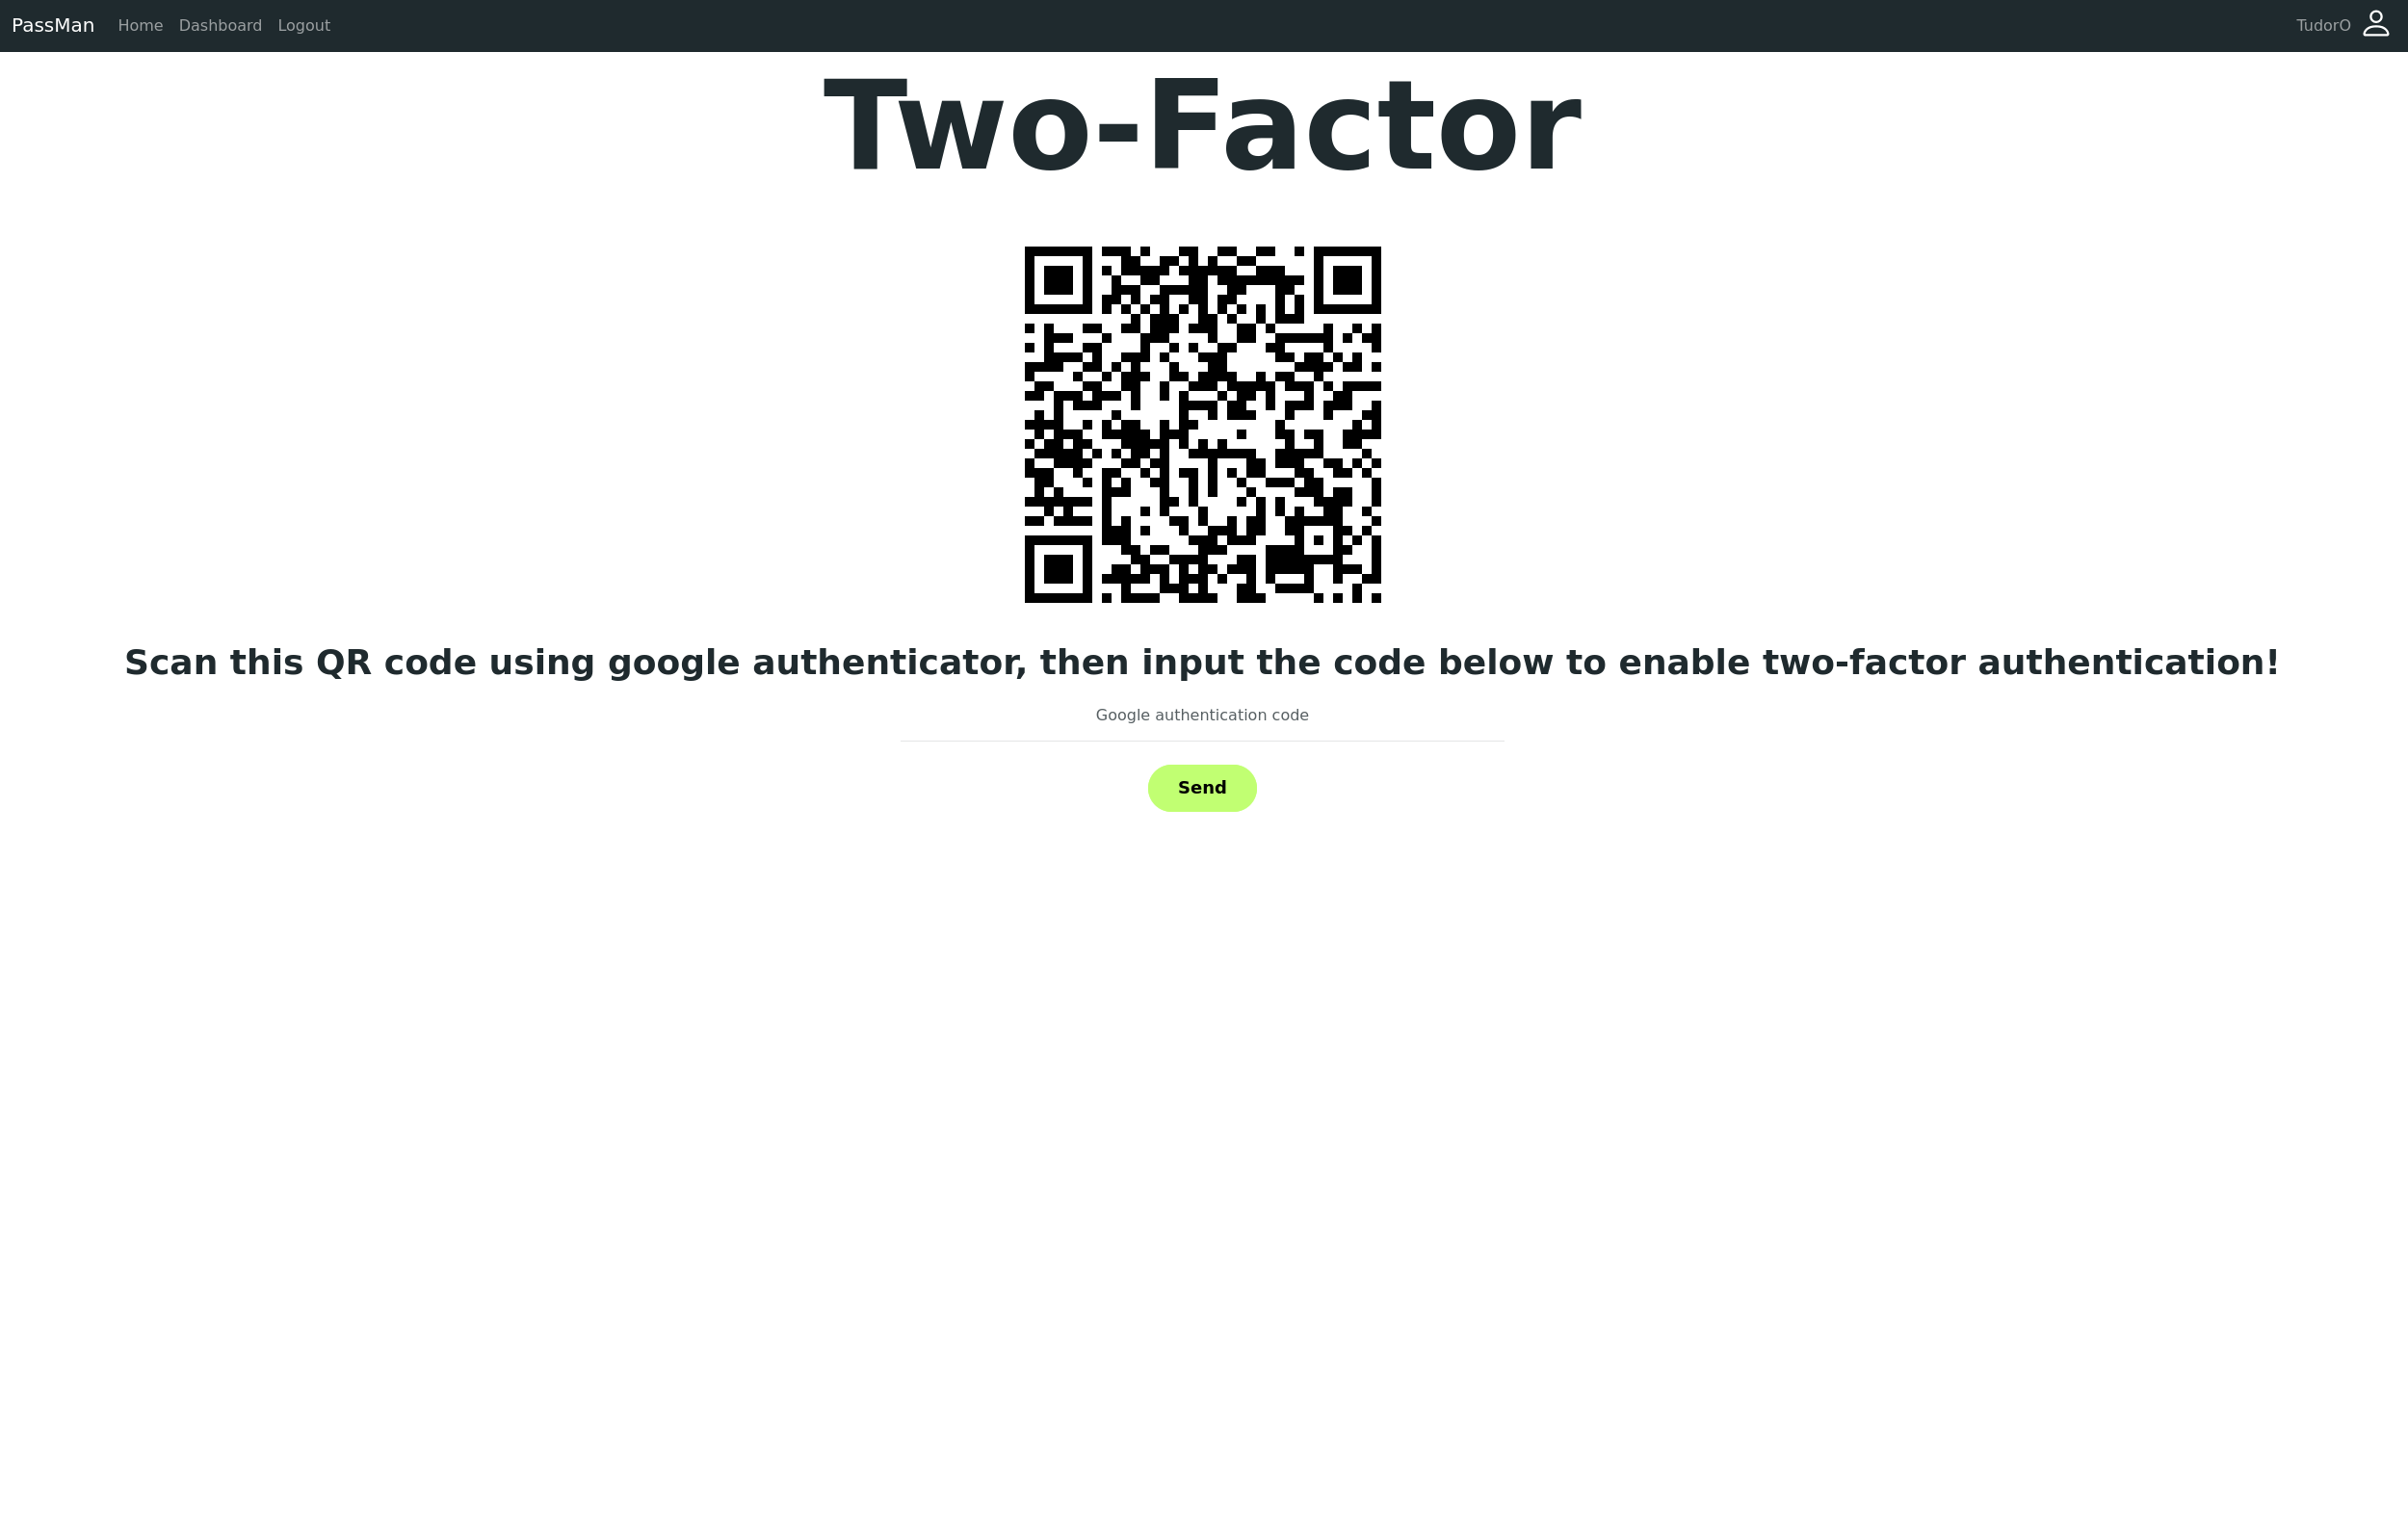 PassMan Home Dashboard Logout TudorO
Two-Factor
Scan this QR code using google authenticator, then input the code below to enable two-factor authentication!
Google authentication code
Send